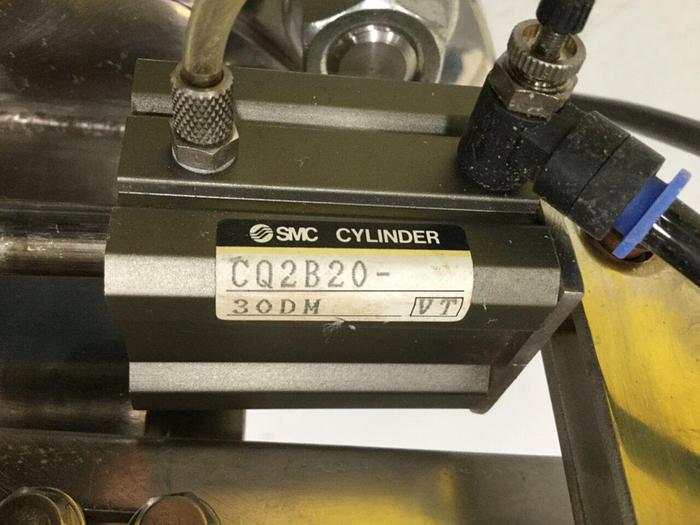 SMC CYLINDER
CQ2B20-
30DM VT